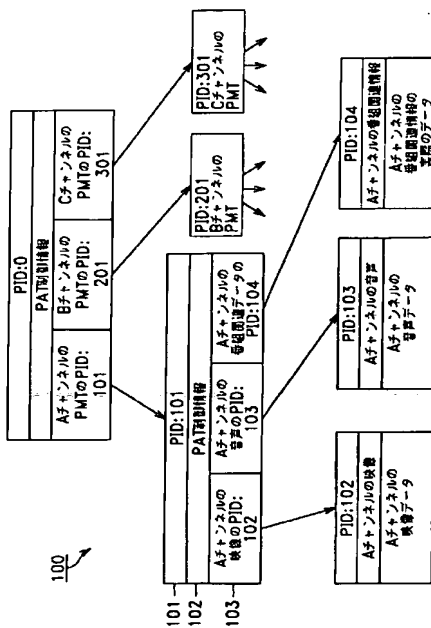 100
PID:0
PAT制御情報
Aチャンネルの
PMTのPID:
101
Bチャンネルの
PMTのPID:
201
Cチャンネルの
PMTのPID:
301
101
102
103
PID:101
PAT制御情報
Aチャンネルの
映像のPID:
102
Aチャンネルの
音声のPID:
103
Aチャンネルの
番組関連データの
PID:104
PID:201
Bチャンネルの
PMT
PID:301
Cチャンネルの
PMT
PID:102
Aチャンネルの映像
Aチャンネルの
映像データ
PID:103
Aチャンネルの音声
Aチャンネルの
音声データ
PID:104
Aチャンネルの番組関連情報
Aチャンネルの
番組関連情報の
実際のデータ